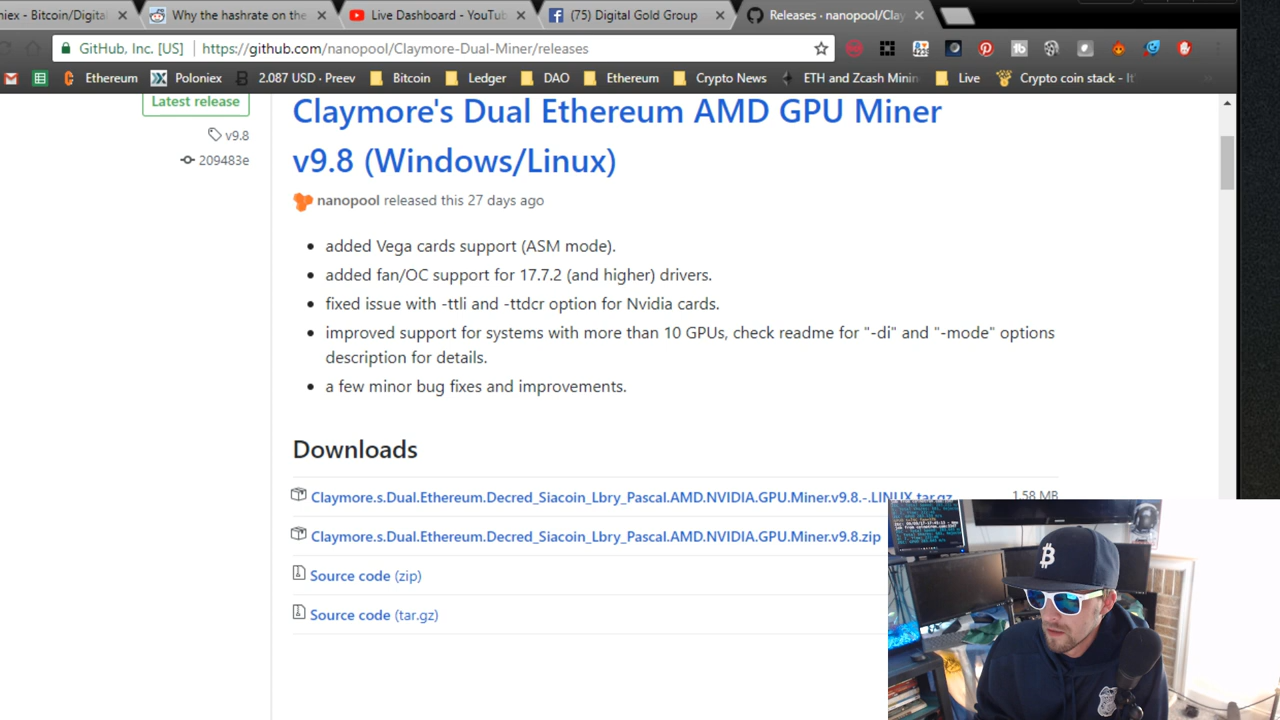 niex - Bitcoin/Digital
Why the hashrate on the
Live Dashboard - YouTu
(75) Digital Gold Group
Releases · nanopool/Clay
GitHub, Inc. [US] https://github.com/nanopool/Claymore-Dual-Miner/releases
Ethereum Poloniex 2.087 USD · Preev Bitcoin Ledger DAO Ethereum Crypto News ETH and Zcash Minin Live Crypto coin stack - It
Latest release
v9.8
209483e
Claymore's Dual Ethereum AMD GPU Miner
v9.8 (Windows/Linux)
nanopool released this 27 days ago
• added Vega cards support (ASM mode).
• added fan/OC support for 17.7.2 (and higher) drivers.
• fixed issue with -ttli and -ttdcr option for Nvidia cards.
• improved support for systems with more than 10 GPUs, check readme for "-di" and "-mode" options
description for details.
• a few minor bug fixes and improvements.
Downloads
Claymore.s.Dual.Ethereum.Decred_Siacoin_Lbry_Pascal.AMD.NVIDIA.GPU.Miner.v9.8.-.LINUX.tar.gz 1.58 MB
Claymore.s.Dual.Ethereum.Decred_Siacoin_Lbry_Pascal.AMD.NVIDIA.GPU.Miner.v9.8.zip
Source code (zip)
Source code (tar.gz)